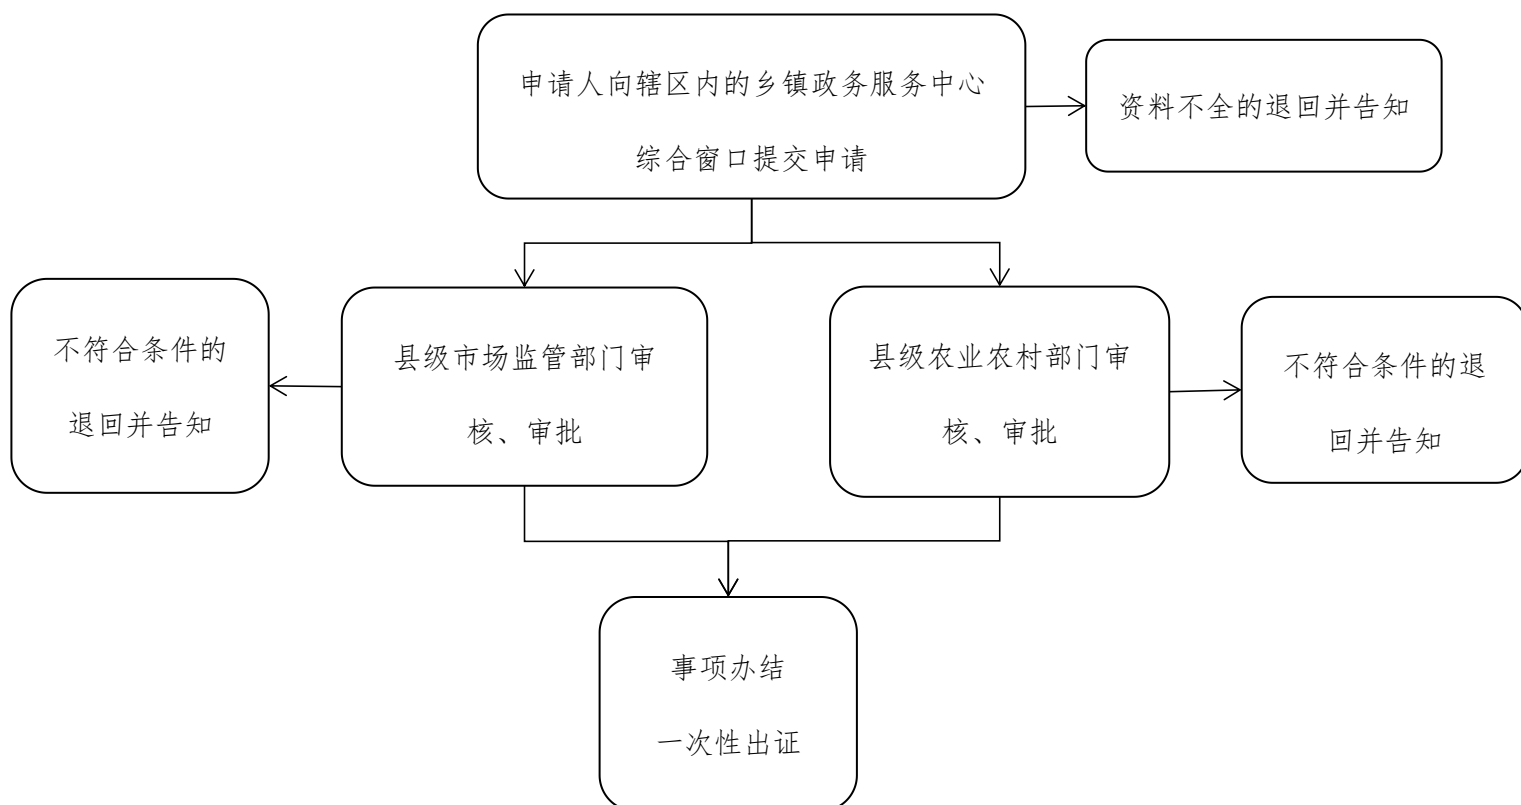 申请人向辖区内的乡镇政务服务中心
综合窗口提交申请
资料不全的退回并告知
不符合条件的
退回并告知
县级市场监管部门审
核、审批
县级农业农村部门审
核、审批
不符合条件的退
回并告知
事项办结
一次性出证